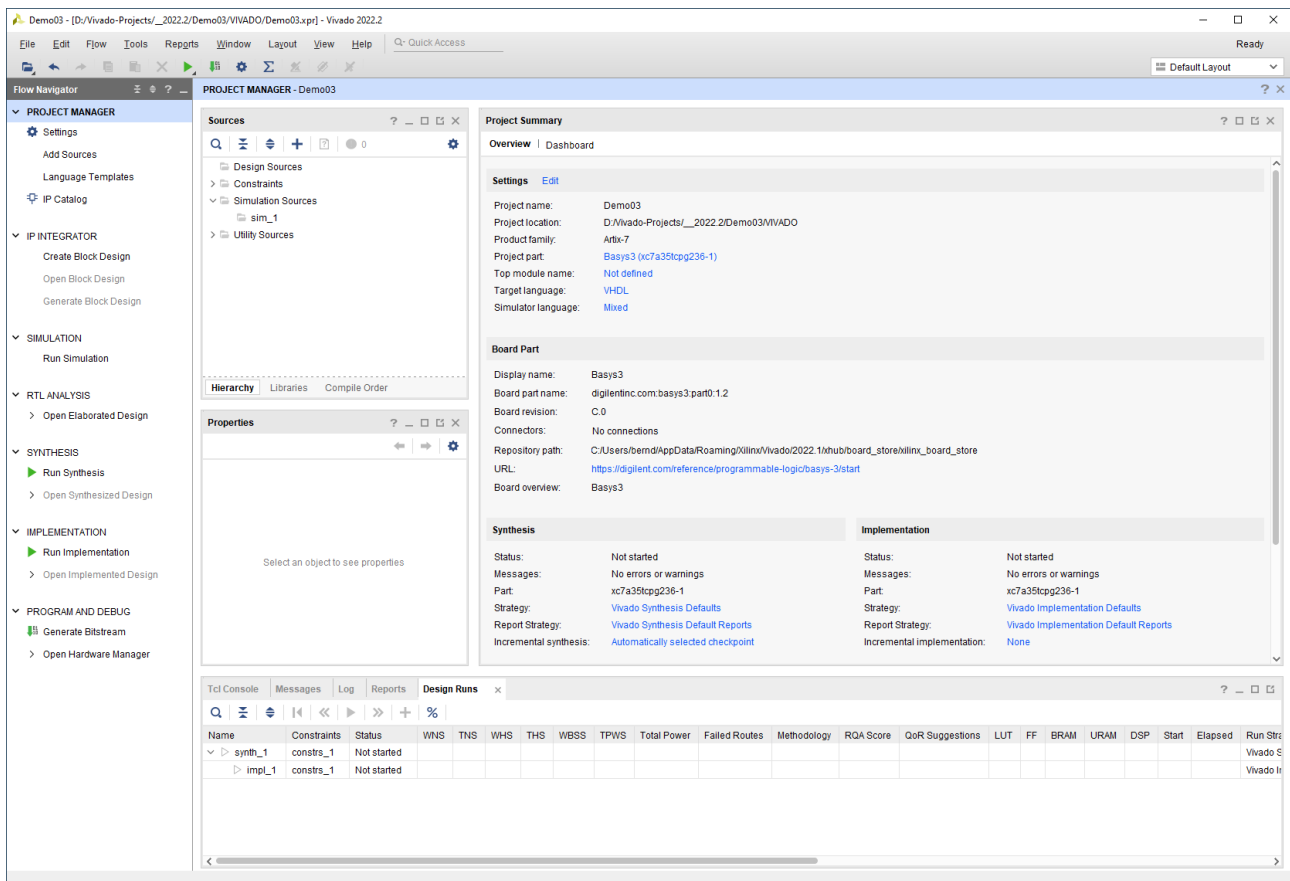 Demo03 - [D:/Vivado-Projects/__2022.2/Demo03/VIVADO/Demo03.xpr] - Vivado 2022.2
File Edit Flow Tools Reports Window Layout View Help Q- Quick Access Ready
Default Layout
Flow Navigator
PROJECT MANAGER
Settings
Add Sources
Language Templates
IP Catalog
IP INTEGRATOR
Create Block Design
Open Block Design
Generate Block Design
SIMULATION
Run Simulation
RTL ANALYSIS
Open Elaborated Design
SYNTHESIS
Run Synthesis
Open Synthesized Design
IMPLEMENTATION
Run Implementation
Open Implemented Design
PROGRAM AND DEBUG
Generate Bitstream
Open Hardware Manager
PROJECT MANAGER - Demo03
Sources
0
Design Sources
Constraints
Simulation Sources
sim_1
Utility Sources
Hierarchy Libraries Compile Order
Properties
Select an object to see properties
Project Summary
Overview | Dashboard
Settings Edit
Project name: Demo03
Project location: D:/Vivado-Projects/__2022.2/Demo03/VIVADO
Product family: Artix-7
Project part: Basys3 (xc7a35tcpg236-1)
Top module name: Not defined
Target language: VHDL
Simulator language: Mixed
Board Part
Display name: Basys3
Board part name: digilentinc.com:basys3:part0:1.2
Board revision: C.0
Connectors: No connections
Repository path: C:/Users/bernd/AppData/Roaming/Xilinx/Vivado/2022.1/xhub/board_store/xilinx_board_store
URL: https://digilent.com/reference/programmable-logic/basys-3/start
Board overview: Basys3
Synthesis
Status: Not started
Messages: No errors or warnings
Part: xc7a35tcpg236-1
Strategy: Vivado Synthesis Defaults
Report Strategy: Vivado Synthesis Default Reports
Incremental synthesis: Automatically selected checkpoint
Implementation
Status: Not started
Messages: No errors or warnings
Part: xc7a35tcpg236-1
Strategy: Vivado Implementation Defaults
Report Strategy: Vivado Implementation Default Reports
Incremental implementation: None
Tcl Console Messages Log Reports Design Runs
Name Constraints Status WNS TNS WHS THS WBSS TPWS Total Power Failed Routes Methodology RQA Score QoR Suggestions LUT FF BRAM URAM DSP Start Elapsed Run Stra
synth_1 constrs_1 Not started Vivado S
impl_1 constrs_1 Not started Vivado Ir